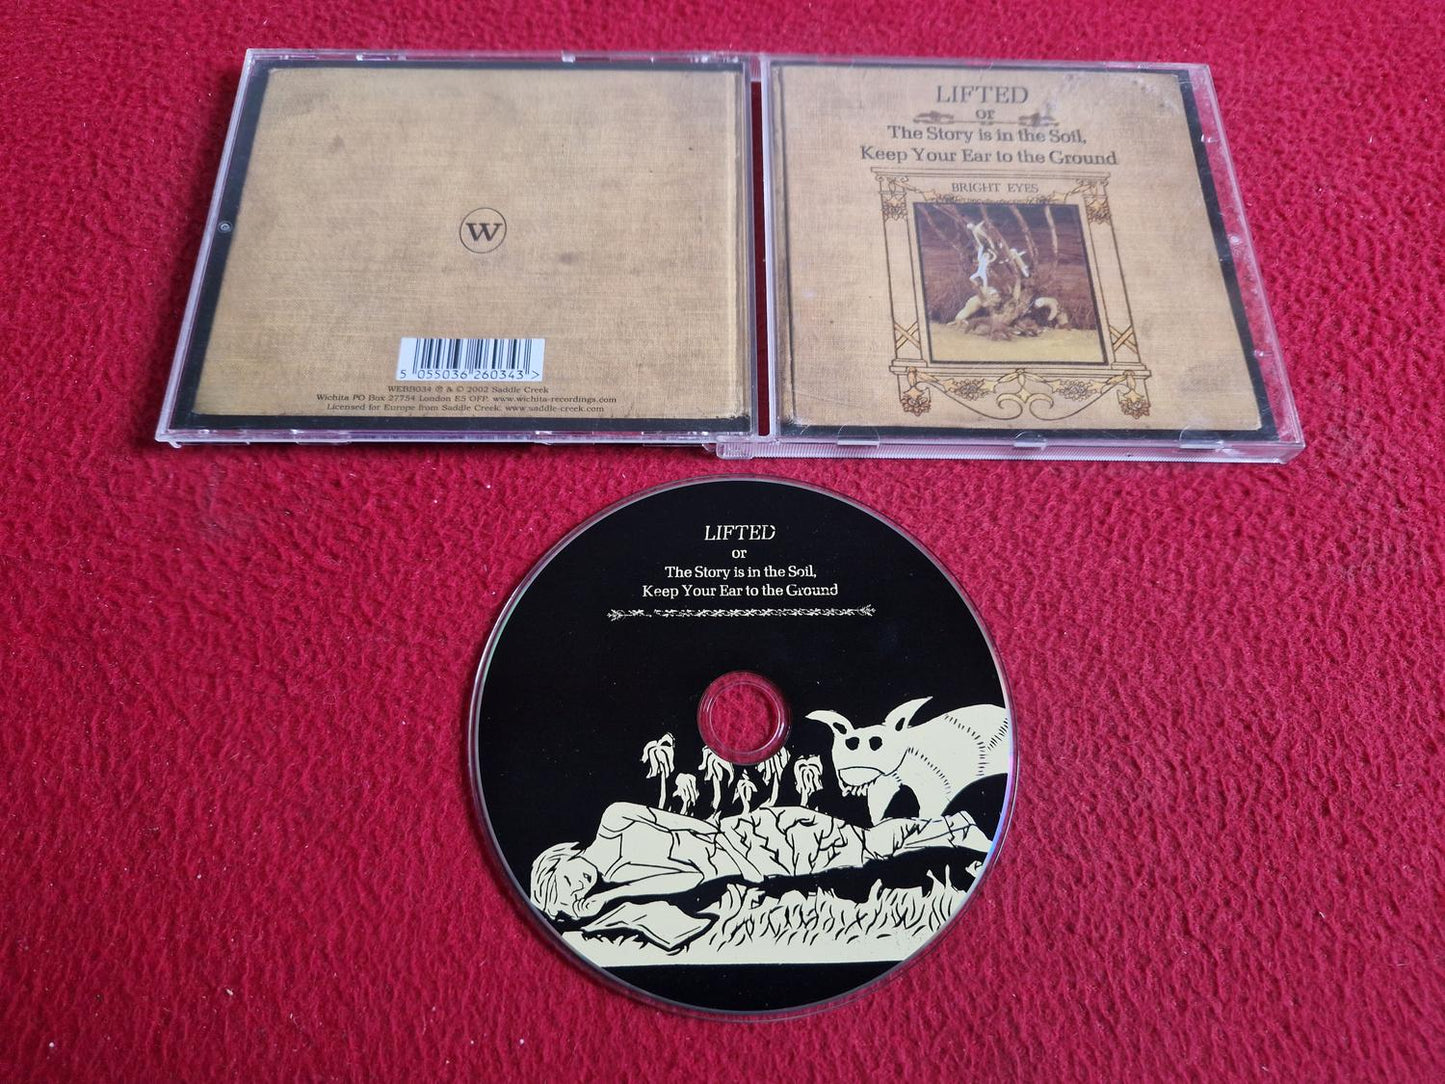 W
5 055036 260343 >
WEBB034 ℗ & © 2002 Saddle Creek
Wichita PO Box 27754 London E5 OFP. www.wichita-recordings.com
Licensed for Europe from Saddle Creek. www.saddle-creek.com
LIFTED
or
The Story is in the Soil,
Keep Your Ear to the Ground
BRIGHT EYES
LIFTED
or
The Story is in the Soil,
Keep Your Ear to the Ground